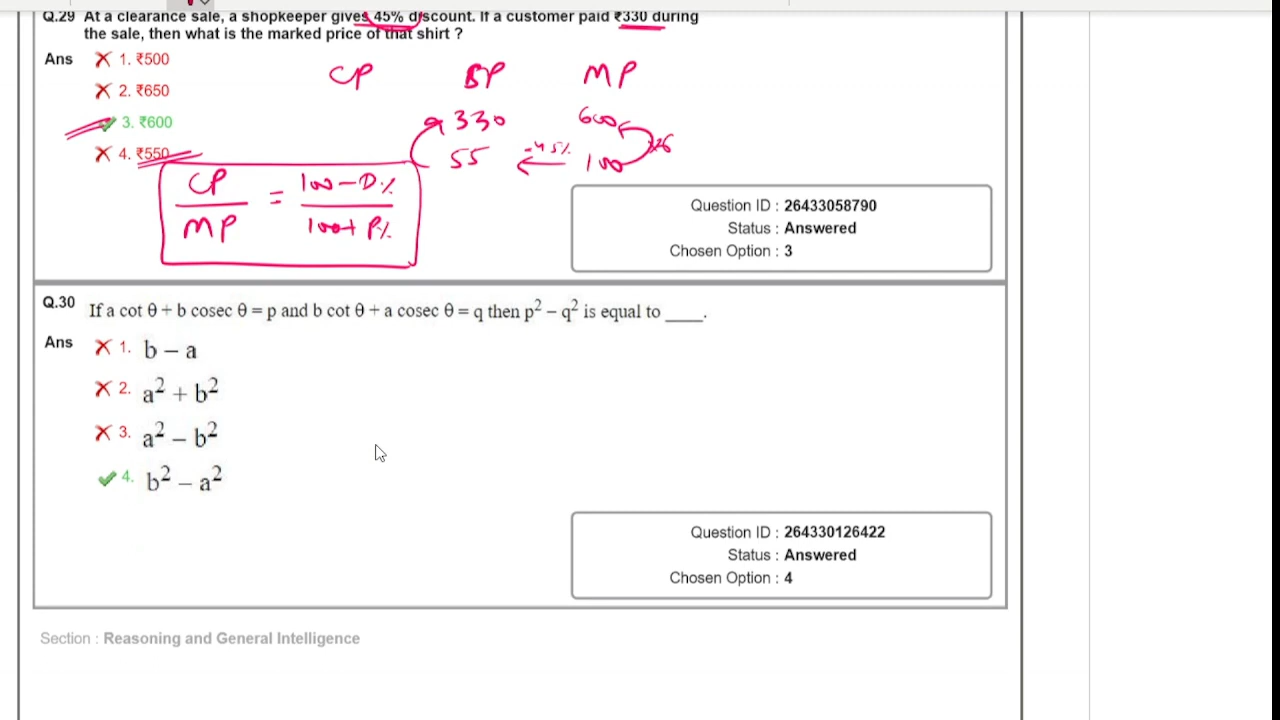 Q.29 At a clearance sale, a shopkeeper gives 45% discount. If a customer paid ₹330 during
the sale, then what is the marked price of that shirt ?
Ans
1. ₹500
2. ₹650
3. ₹600
4. ₹550
CP SP MP
330 600
55 -45% 100 x6
CP/MP = 100-D%/100+P%
Question ID : 26433058790
Status : Answered
Chosen Option : 3
Q.30 If a cot θ + b cosec θ = p and b cot θ + a cosec θ = q then p² – q² is equal to ____.
Ans
1. b – a
2. a² + b²
3. a² – b²
4. b² – a²
Question ID : 264330126422
Status : Answered
Chosen Option : 4
Section : Reasoning and General Intelligence